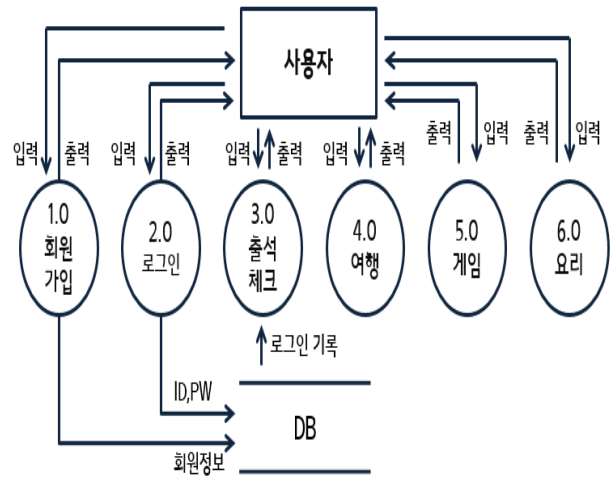 사용자
입력 출력 입력 출력 입력 출력 입력 출력 출력 입력 출력 입력
1.0 회원 가입
2.0 로그인
3.0 출석 체크
4.0 여행
5.0 게임
6.0 요리
로그인 기록
ID,PW
DB
회원정보